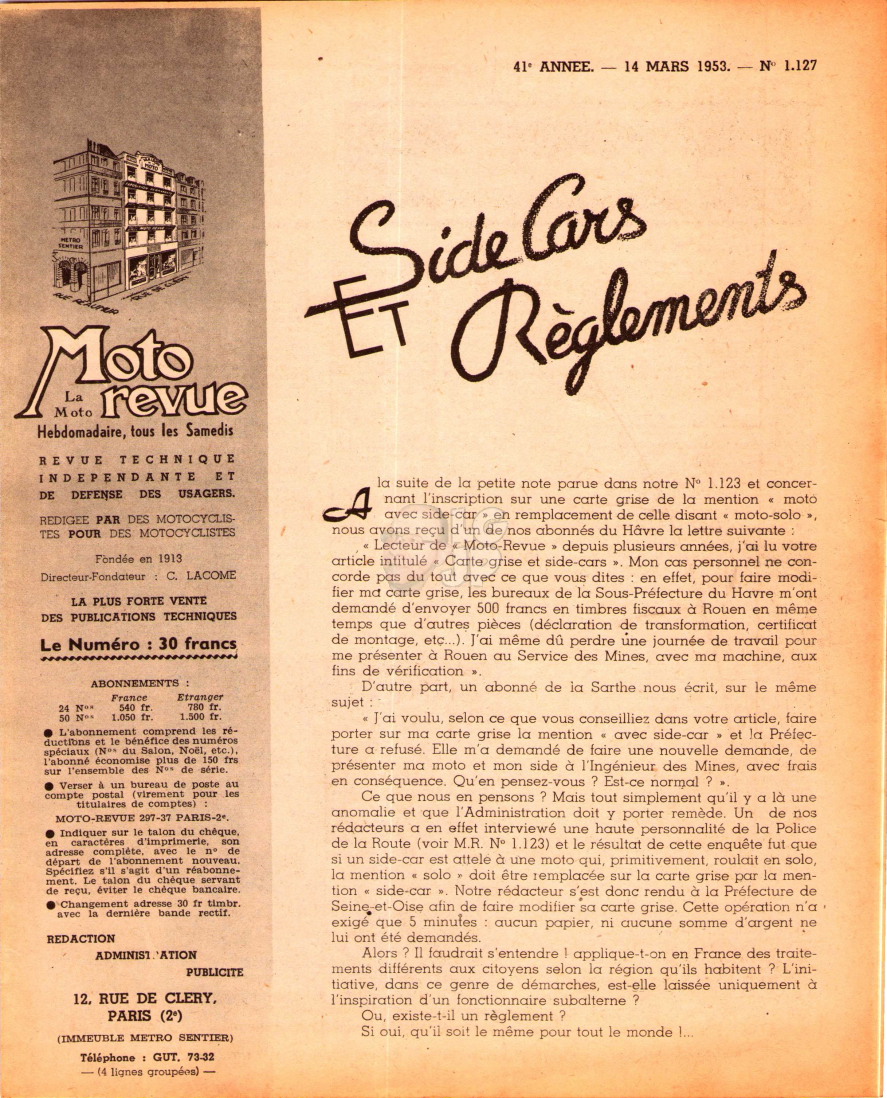 41e ANNEE. — 14 MARS 1953. — No 1.127
METRO
SENTIER
RUE REAUMUR
RUE DE CLERY
Side Cars
ET
Règlements
Moto
La
Moto
revue
Hebdomadaire, tous les Samedis
REVUE TECHNIQUE
INDEPENDANTE ET
DE DEFENSE DES USAGERS.
REDIGEE PAR DES MOTOCYCLIS-
TES POUR DES MOTOCYCLISTES
Fondée en 1913
Directeur-Fondateur : C. LACOME
LA PLUS FORTE VENTE
DES PUBLICATIONS TECHNIQUES
Le Numéro : 30 francs
ABONNEMENTS :
France Etranger
24 Nos 540 fr. 780 fr.
50 Nos 1.050 fr. 1.500 fr.
● L'abonnement comprend les ré-
ductions et le bénéfice des numéros
spéciaux (Nos du Salon, Noël, etc.),
l'abonné économise plus de 150 frs
sur l'ensemble des Nos de série.
● Verser à un bureau de poste au
compte postal (virement pour les
titulaires de comptes) :
MOTO-REVUE 297-37 PARIS-2e.
● Indiquer sur le talon du chèque,
en caractères d'imprimerie, son
adresse complète, avec le no de
départ de l'abonnement nouveau.
Spécifiez s'il s'agit d'un réabonne-
ment. Le talon du chèque servant
de reçu, éviter le chèque bancaire.
● Changement adresse 30 fr timbr.
avec la dernière bande rectif.
REDACTION
ADMINISTRATION
PUBLICITE
12, RUE DE CLERY,
PARIS (2e)
(IMMEUBLE METRO SENTIER)
Téléphone : GUT. 73-32
— (4 lignes groupées) —
A la suite de la petite note parue dans notre No 1.123 et concer-
nant l'inscription sur une carte grise de la mention « moto
avec side-car » en remplacement de celle disant « moto-solo »,
nous avons reçu d'un de nos abonnés du Hâvre la lettre suivante :
« Lecteur de « Moto-Revue » depuis plusieurs années, j'ai lu votre
article intitulé « Carte grise et side-cars ». Mon cas personnel ne con-
corde pas du tout avec ce que vous dites : en effet, pour faire modi-
fier ma carte grise, les bureaux de la Sous-Préfecture du Havre m'ont
demandé d'envoyer 500 francs en timbres fiscaux à Rouen en même
temps que d'autres pièces (déclaration de transformation, certificat
de montage, etc...). J'ai même dû perdre une journée de travail pour
me présenter à Rouen au Service des Mines, avec ma machine, aux
fins de vérification ».
D'autre part, un abonné de la Sarthe nous écrit, sur le même
sujet :
« J'ai voulu, selon ce que vous conseilliez dans votre article, faire
porter sur ma carte grise la mention « avec side-car » et la Préfec-
ture a refusé. Elle m'a demandé de faire une nouvelle demande, de
présenter ma moto et mon side à l'Ingénieur des Mines, avec frais
en conséquence. Qu'en pensez-vous ? Est-ce normal ? ».
Ce que nous en pensons ? Mais tout simplement qu'il y a là une
anomalie et que l'Administration doit y porter remède. Un de nos
rédacteurs a en effet interviewé une haute personnalité de la Police
de la Route (voir M.R. No 1.123) et le résultat de cette enquête fut que
si un side-car est attelé à une moto qui, primitivement, roulait en solo,
la mention « solo » doit être remplacée sur la carte grise par la men-
tion « side-car ». Notre rédacteur s'est donc rendu à la Préfecture de
Seine-et-Oise afin de faire modifier sa carte grise. Cette opération n'a
exigé que 5 minutes : aucun papier, ni aucune somme d'argent ne
lui ont été demandés.
Alors ? Il faudrait s'entendre ! applique-t-on en France des traite-
ments différents aux citoyens selon la région qu'ils habitent ? L'ini-
tiative, dans ce genre de démarches, est-elle laissée uniquement à
l'inspiration d'un fonctionnaire subalterne ?
Ou, existe-t-il un règlement ?
Si oui, qu'il soit le même pour tout le monde !...